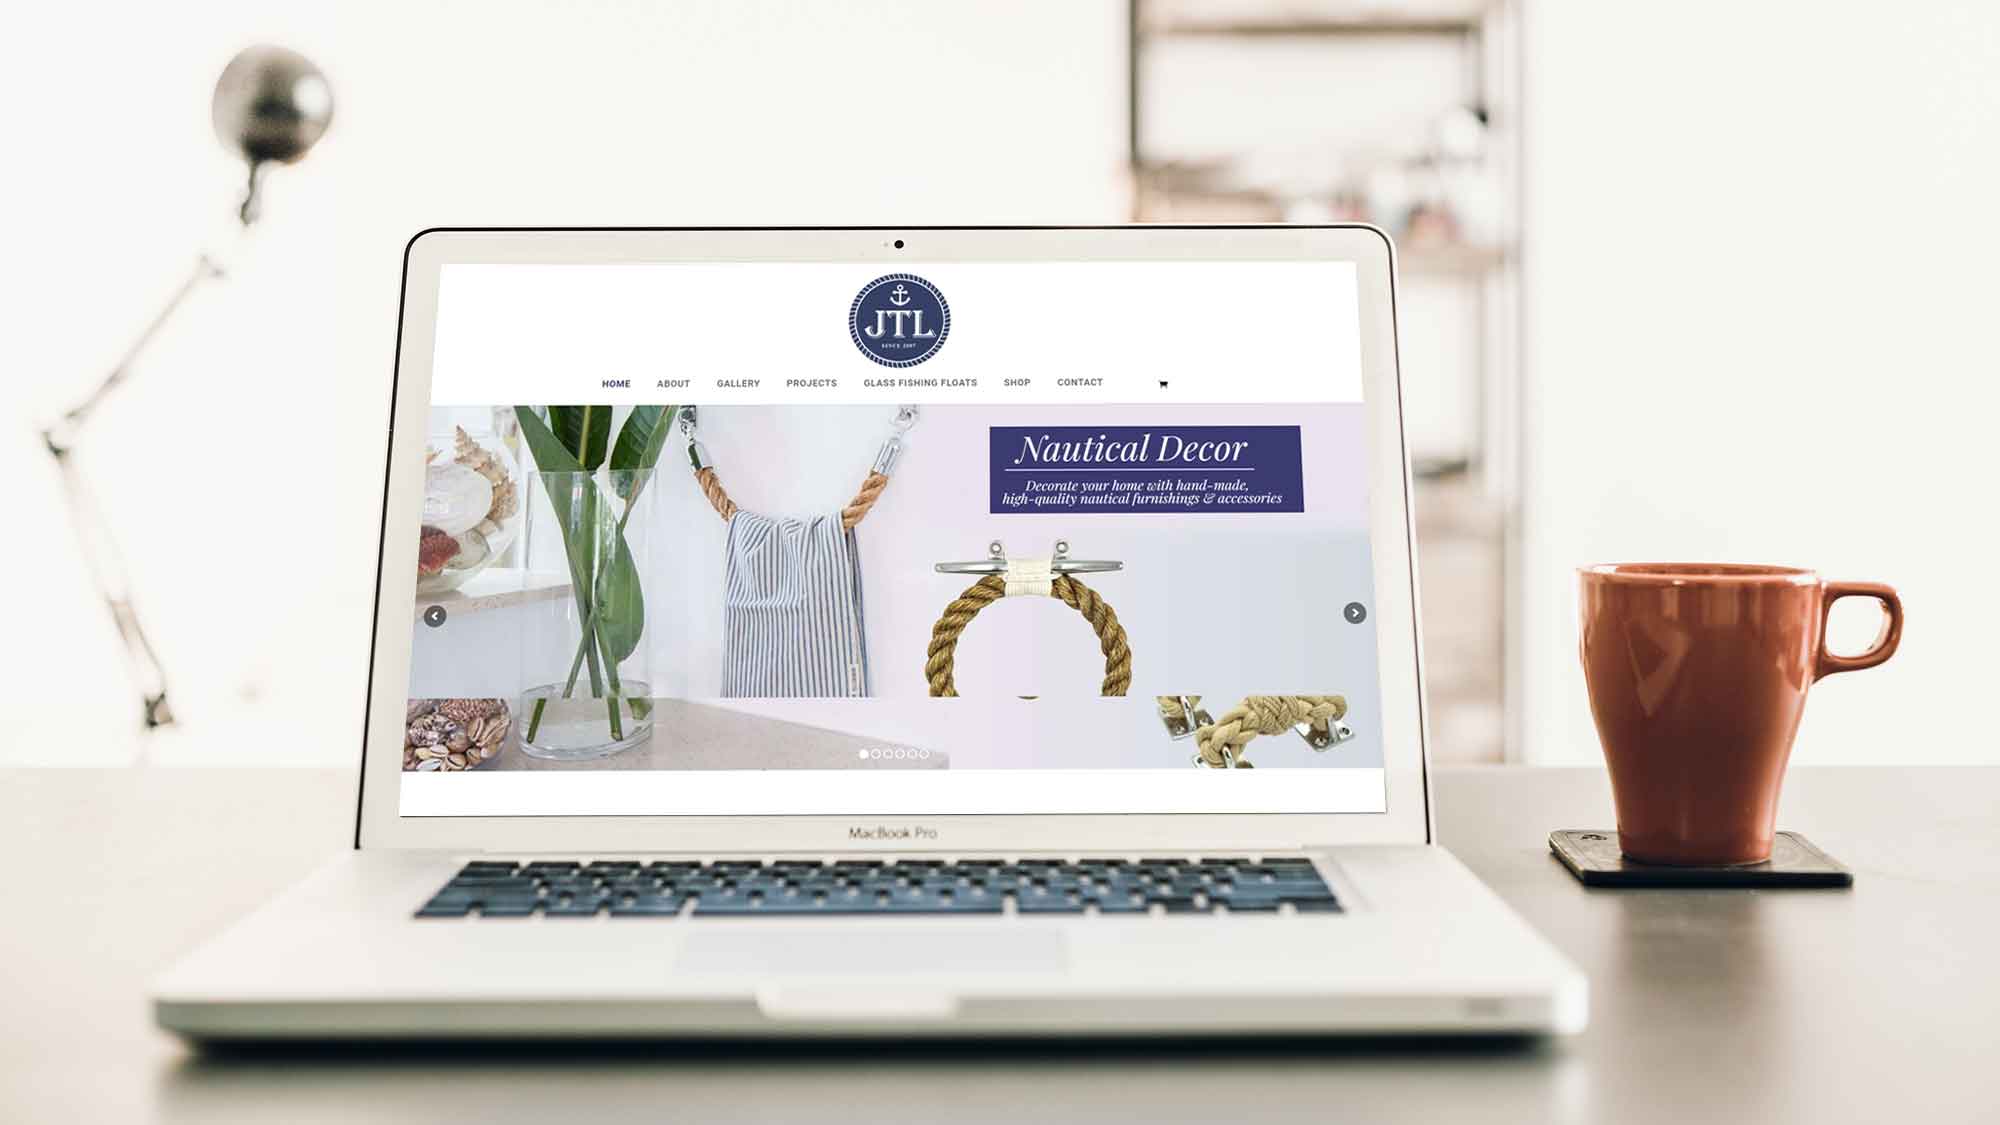 JTL
SINCE 2007
HOME ABOUT GALLERY PROJECTS GLASS FISHING FLOATS SHOP CONTACT
Nautical Decor
Decorate your home with hand-made,
high-quality nautical furnishings & accessories
MacBook Pro